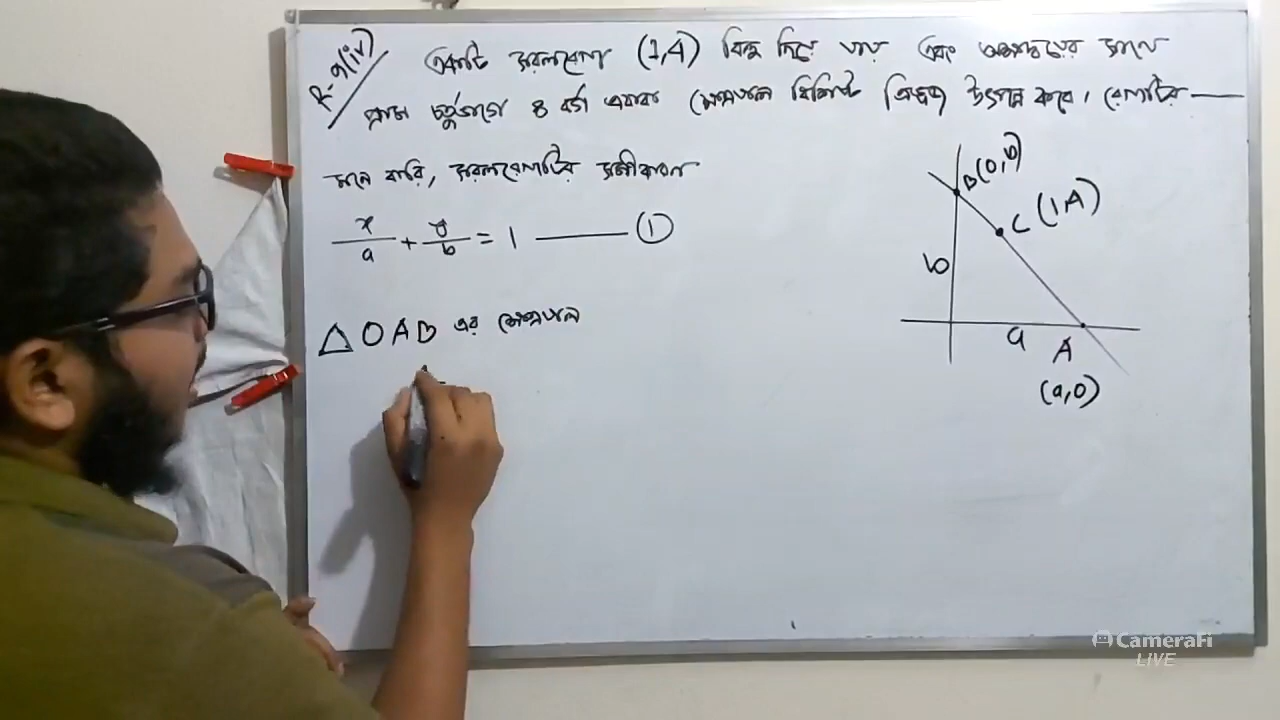 P-9(iv)
একটি সরলরেখা (1,4) বিন্দু দিয়ে যায় এবং অক্ষদ্বয়ের সাথে
প্রথম চতুর্ভাগে 8 বর্গ একক ক্ষেত্রফল বিশিষ্ট ত্রিভুজ উৎপন্ন করে। রেখাটির
মনে করি, সরলরেখাটির সমীকরণ
x/a + y/b = 1 ——— ①
△OAB এর ক্ষেত্রফল
B(0,b)
C (1,4)
b
a
A
(a,0)
CameraFi
LIVE